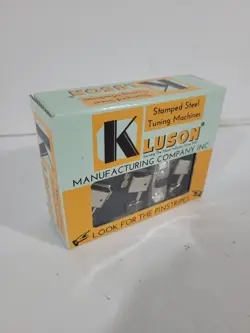 Stamped Steel
Tuning Machines
KLUSON®
MANUFACTURING COMPANY INC
LOOK FOR THE PINSTRIPES